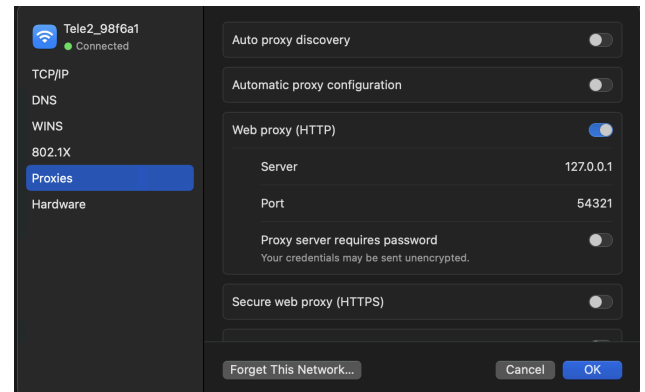 Tele2_98f6a1
Connected
TCP/IP
DNS
WINS
802.1X
Proxies
Hardware
Auto proxy discovery
Automatic proxy configuration
Web proxy (HTTP)
Server 127.0.0.1
Port 54321
Proxy server requires password
Your credentials may be sent unencrypted.
Secure web proxy (HTTPS)
Forget This Network...
Cancel
OK